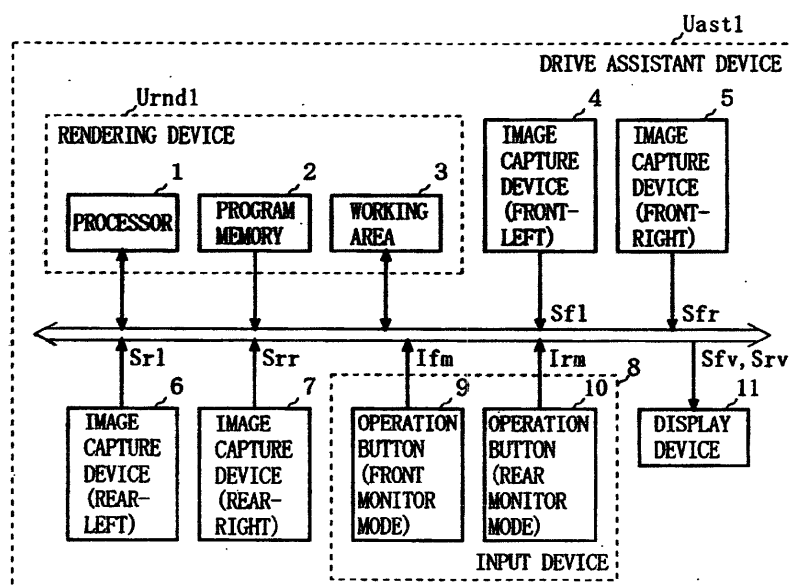 Uast1
DRIVE ASSISTANT DEVICE
Urnd1
RENDERING DEVICE
1
PROCESSOR
2
PROGRAM
MEMORY
3
WORKING
AREA
4
IMAGE
CAPTURE
DEVICE
(FRONT-
LEFT)
5
IMAGE
CAPTURE
DEVICE
(FRONT-
RIGHT)
Sfl
Sfr
Srl
Srr
Ifm
Irm
Sfv, Srv
6
IMAGE
CAPTURE
DEVICE
(REAR-
LEFT)
7
IMAGE
CAPTURE
DEVICE
(REAR-
RIGHT)
8
9
OPERATION
BUTTON
(FRONT
MONITOR
MODE)
10
OPERATION
BUTTON
(REAR
MONITOR
MODE)
INPUT DEVICE
11
DISPLAY
DEVICE